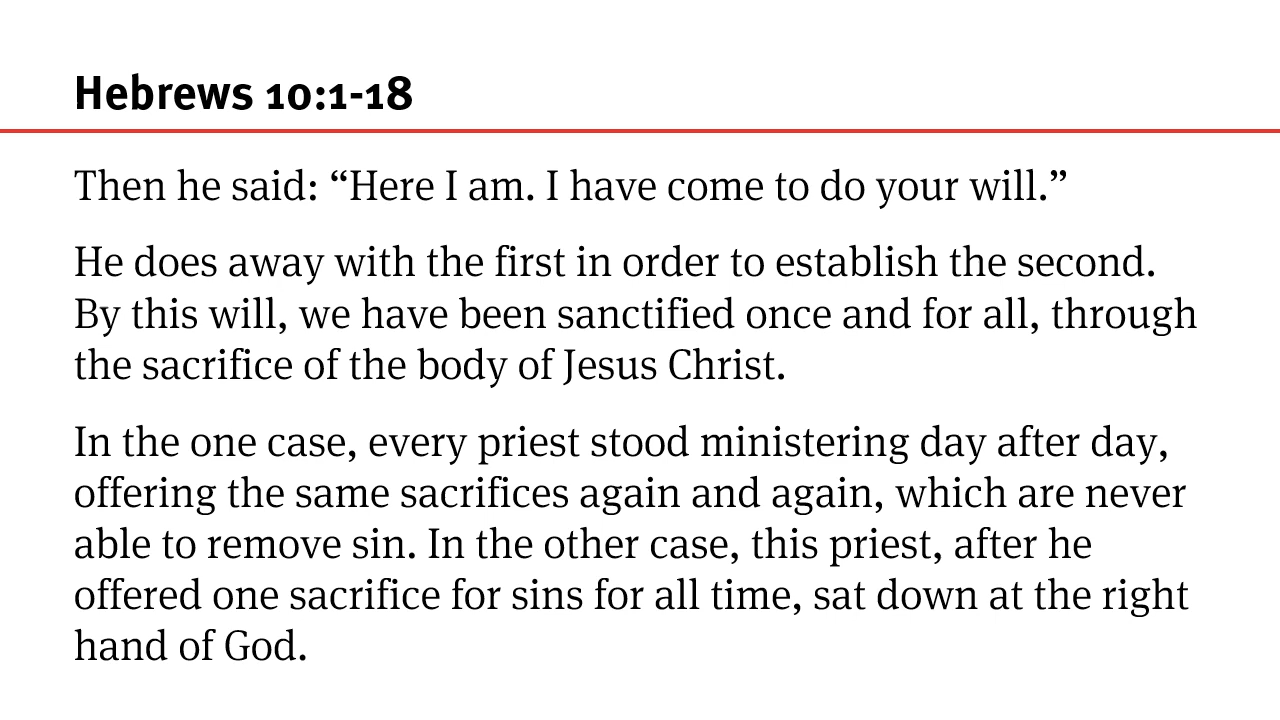 Hebrews 10:1-18
Then he said: “Here I am. I have come to do your will.”
He does away with the first in order to establish the second.
By this will, we have been sanctified once and for all, through
the sacrifice of the body of Jesus Christ.
In the one case, every priest stood ministering day after day,
offering the same sacrifices again and again, which are never
able to remove sin. In the other case, this priest, after he
offered one sacrifice for sins for all time, sat down at the right
hand of God.